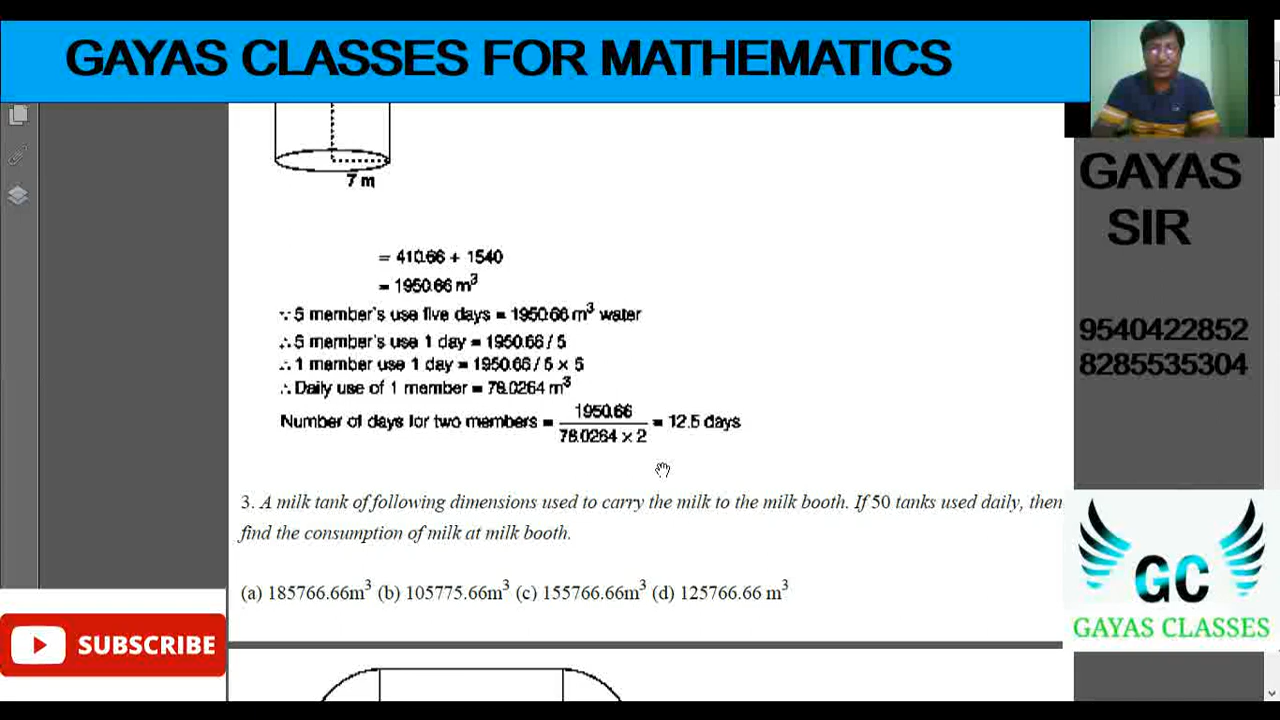 GAYAS CLASSES FOR MATHEMATICS
7 m
= 410.66 + 1540
= 1950.66 m³
∵ 5 member's use five days = 1950.66 m³ water
∴ 5 member's use 1 day = 1950.66 / 5
∴ 1 member use 1 day = 1950.66 / 5 × 5
∴ Daily use of 1 member = 78.0264 m³
Number of days for two members = 1950.66 / 78.0264 × 2 = 12.5 days
3. A milk tank of following dimensions used to carry the milk to the milk booth. If 50 tanks used daily, then
find the consumption of milk at milk booth.
(a) 185766.66m³ (b) 105775.66m³ (c) 155766.66m³ (d) 125766.66 m³
SUBSCRIBE
GAYAS
SIR
9540422852
8285535304
GC
GAYAS CLASSES